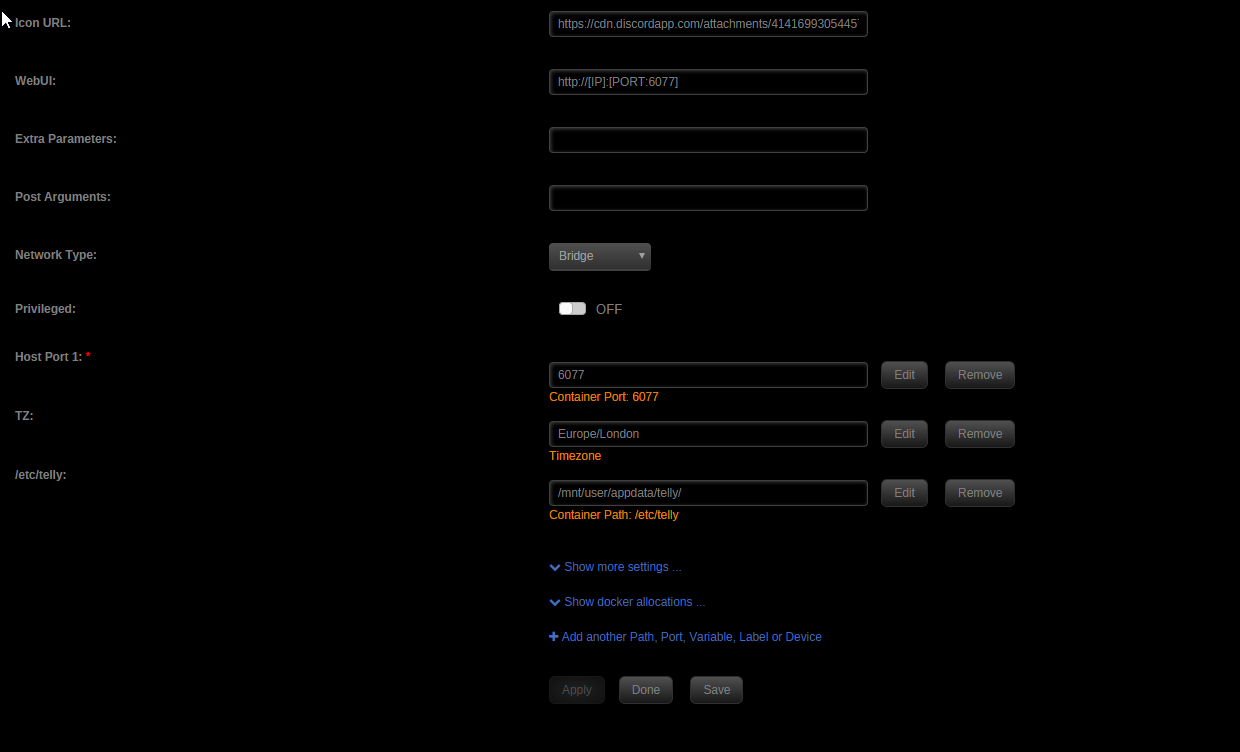 Icon URL:
https://cdn.discordapp.com/attachments/4141699305445
WebUI:
http://[IP]:[PORT:6077]
Extra Parameters:
Post Arguments:
Network Type:
Bridge
Privileged:
OFF
Host Port 1: *
6077
Edit
Remove
Container Port: 6077
TZ:
Europe/London
Edit
Remove
Timezone
/etc/telly:
/mnt/user/appdata/telly/
Edit
Remove
Container Path: /etc/telly
Show more settings ...
Show docker allocations ...
Add another Path, Port, Variable, Label or Device
Apply
Done
Save